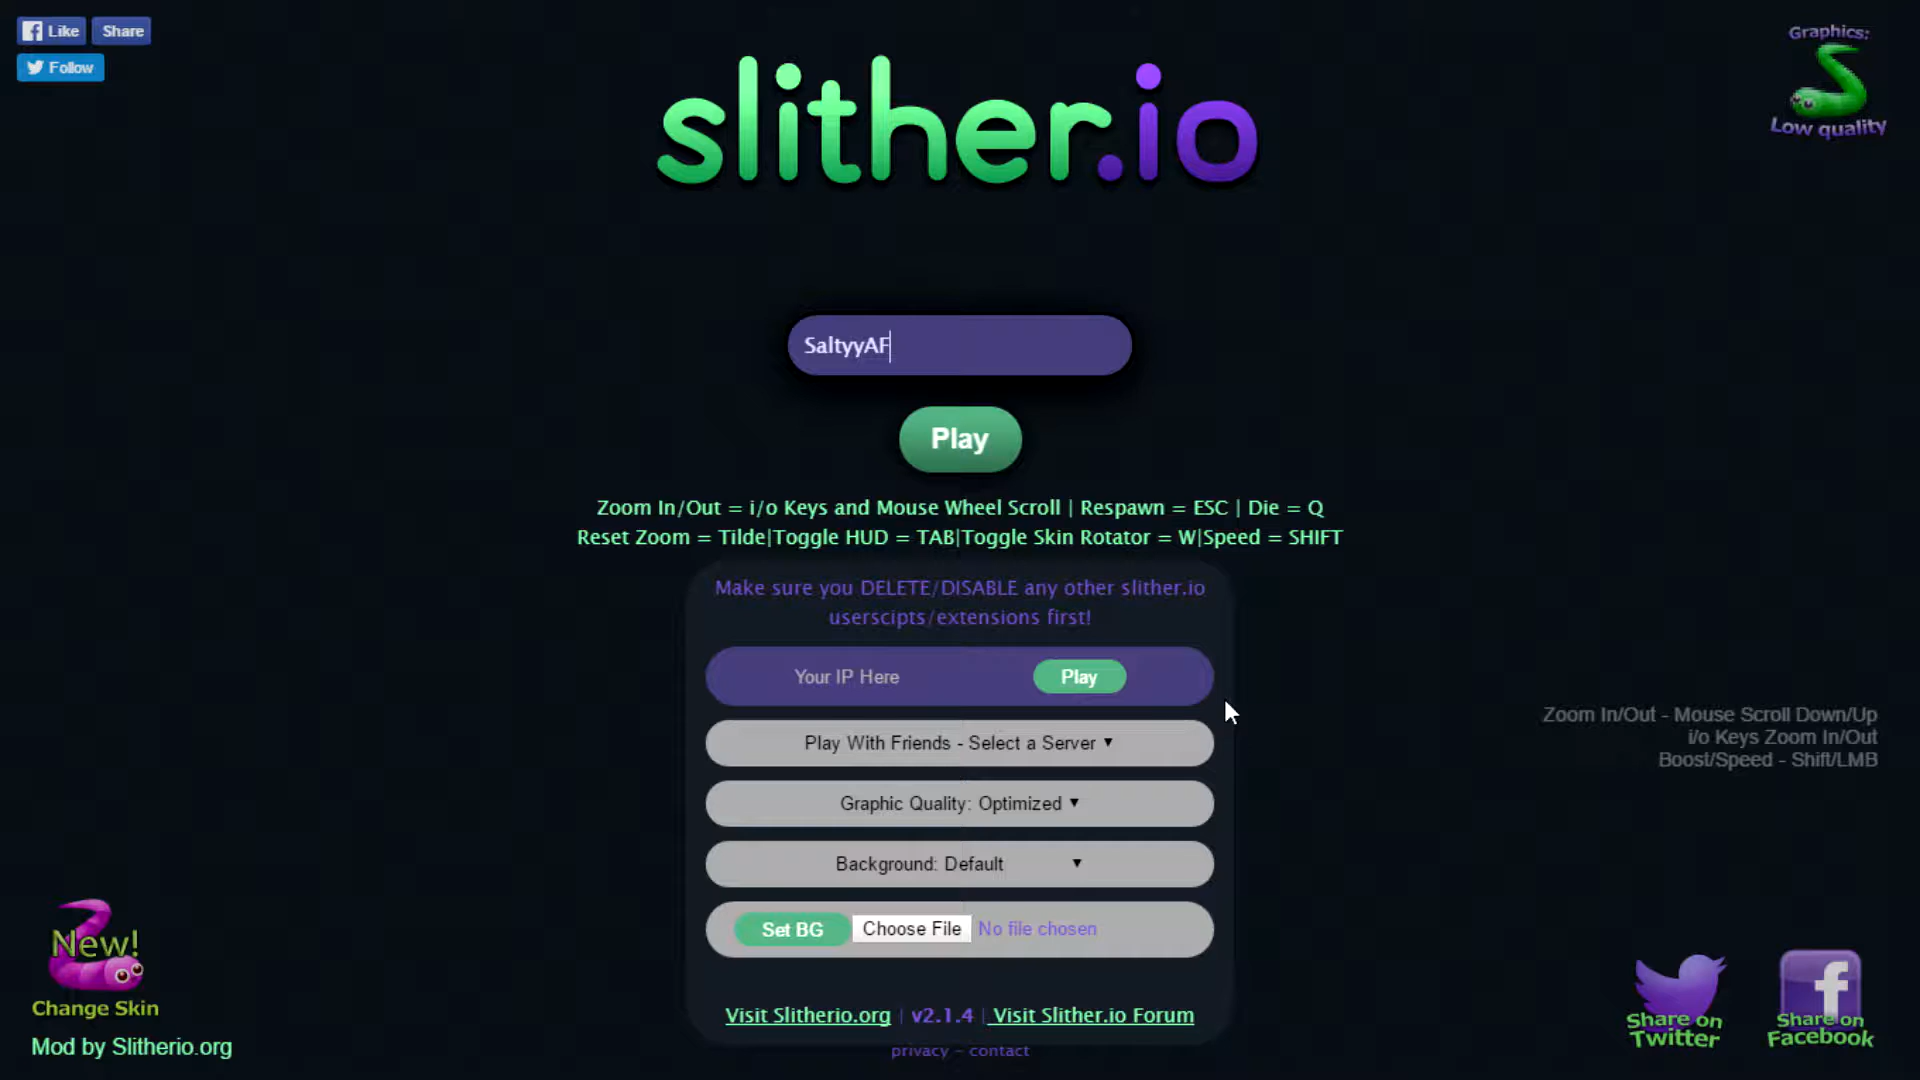 Like Share
Follow
Graphics:
Low quality
slither.io
SaltyyAF
Play
Zoom In/Out = i/o Keys and Mouse Wheel Scroll | Respawn = ESC | Die = Q
Reset Zoom = Tilde|Toggle HUD = TAB|Toggle Skin Rotator = W|Speed = SHIFT
Make sure you DELETE/DISABLE any other slither.io
userscipts/extensions first!
Your IP Here Play
Play With Friends - Select a Server
Graphic Quality: Optimized
Background: Default
Set BG Choose File No file chosen
Visit Slitherio.org | v2.1.4 | Visit Slither.io Forum
privacy - contact
Zoom In/Out - Mouse Scroll Down/Up
i/o Keys Zoom In/Out
Boost/Speed - Shift/LMB
New!
Change Skin
Mod by Slitherio.org
Share on
Twitter
Share on
Facebook